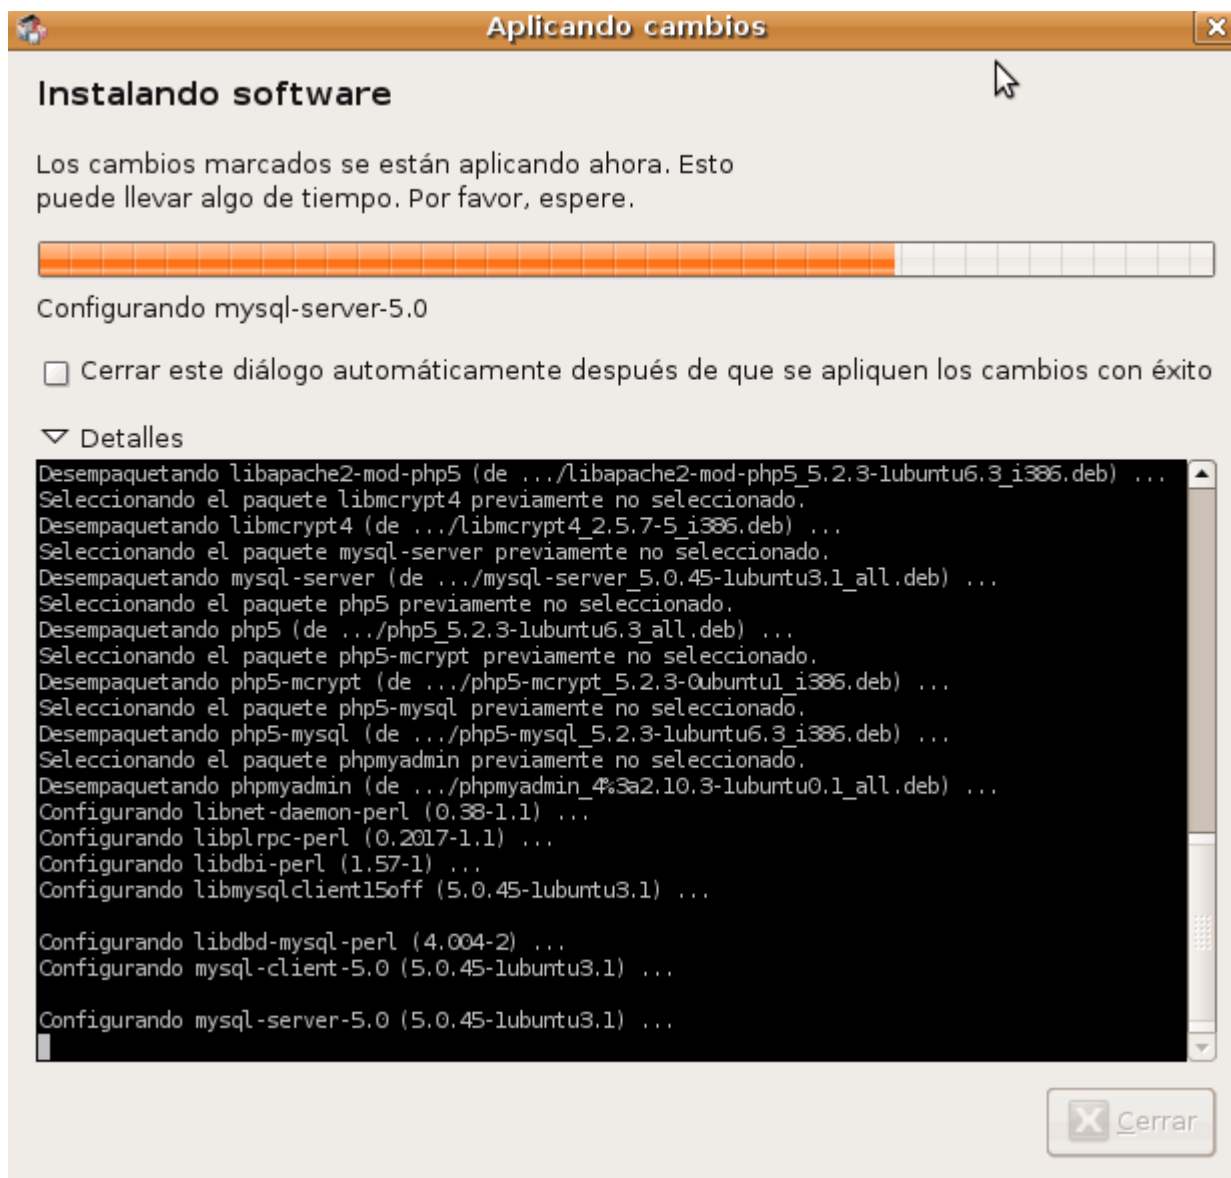 Aplicando cambios
Instalando software
Los cambios marcados se están aplicando ahora. Esto
puede llevar algo de tiempo. Por favor, espere.
Configurando mysql-server-5.0
Cerrar este diálogo automáticamente después de que se apliquen los cambios con éxito
Detalles
Desempaquetando libapache2-mod-php5 (de .../libapache2-mod-php5_5.2.3-1ubuntu6.3_i386.deb) ...
Seleccionando el paquete libmcrypt4 previamente no seleccionado.
Desempaquetando libmcrypt4 (de .../libmcrypt4_2.5.7-5_i386.deb) ...
Seleccionando el paquete mysql-server previamente no seleccionado.
Desempaquetando mysql-server (de .../mysql-server_5.0.45-1ubuntu3.1_all.deb) ...
Seleccionando el paquete php5 previamente no seleccionado.
Desempaquetando php5 (de .../php5_5.2.3-1ubuntu6.3_all.deb) ...
Seleccionando el paquete php5-mcrypt previamente no seleccionado.
Desempaquetando php5-mcrypt (de .../php5-mcrypt_5.2.3-0ubuntu1_i386.deb) ...
Seleccionando el paquete php5-mysql previamente no seleccionado.
Desempaquetando php5-mysql (de .../php5-mysql_5.2.3-1ubuntu6.3_i386.deb) ...
Seleccionando el paquete phpmyadmin previamente no seleccionado.
Desempaquetando phpmyadmin (de .../phpmyadmin_4%3a2.10.3-1ubuntu0.1_all.deb) ...
Configurando libnet-daemon-perl (0.38-1.1) ...
Configurando libplrpc-perl (0.2017-1.1) ...
Configurando libdbi-perl (1.57-1) ...
Configurando libmysqlclient15off (5.0.45-1ubuntu3.1) ...
Configurando libdbd-mysql-perl (4.004-2) ...
Configurando mysql-client-5.0 (5.0.45-1ubuntu3.1) ...
Configurando mysql-server-5.0 (5.0.45-1ubuntu3.1) ...
Cerrar